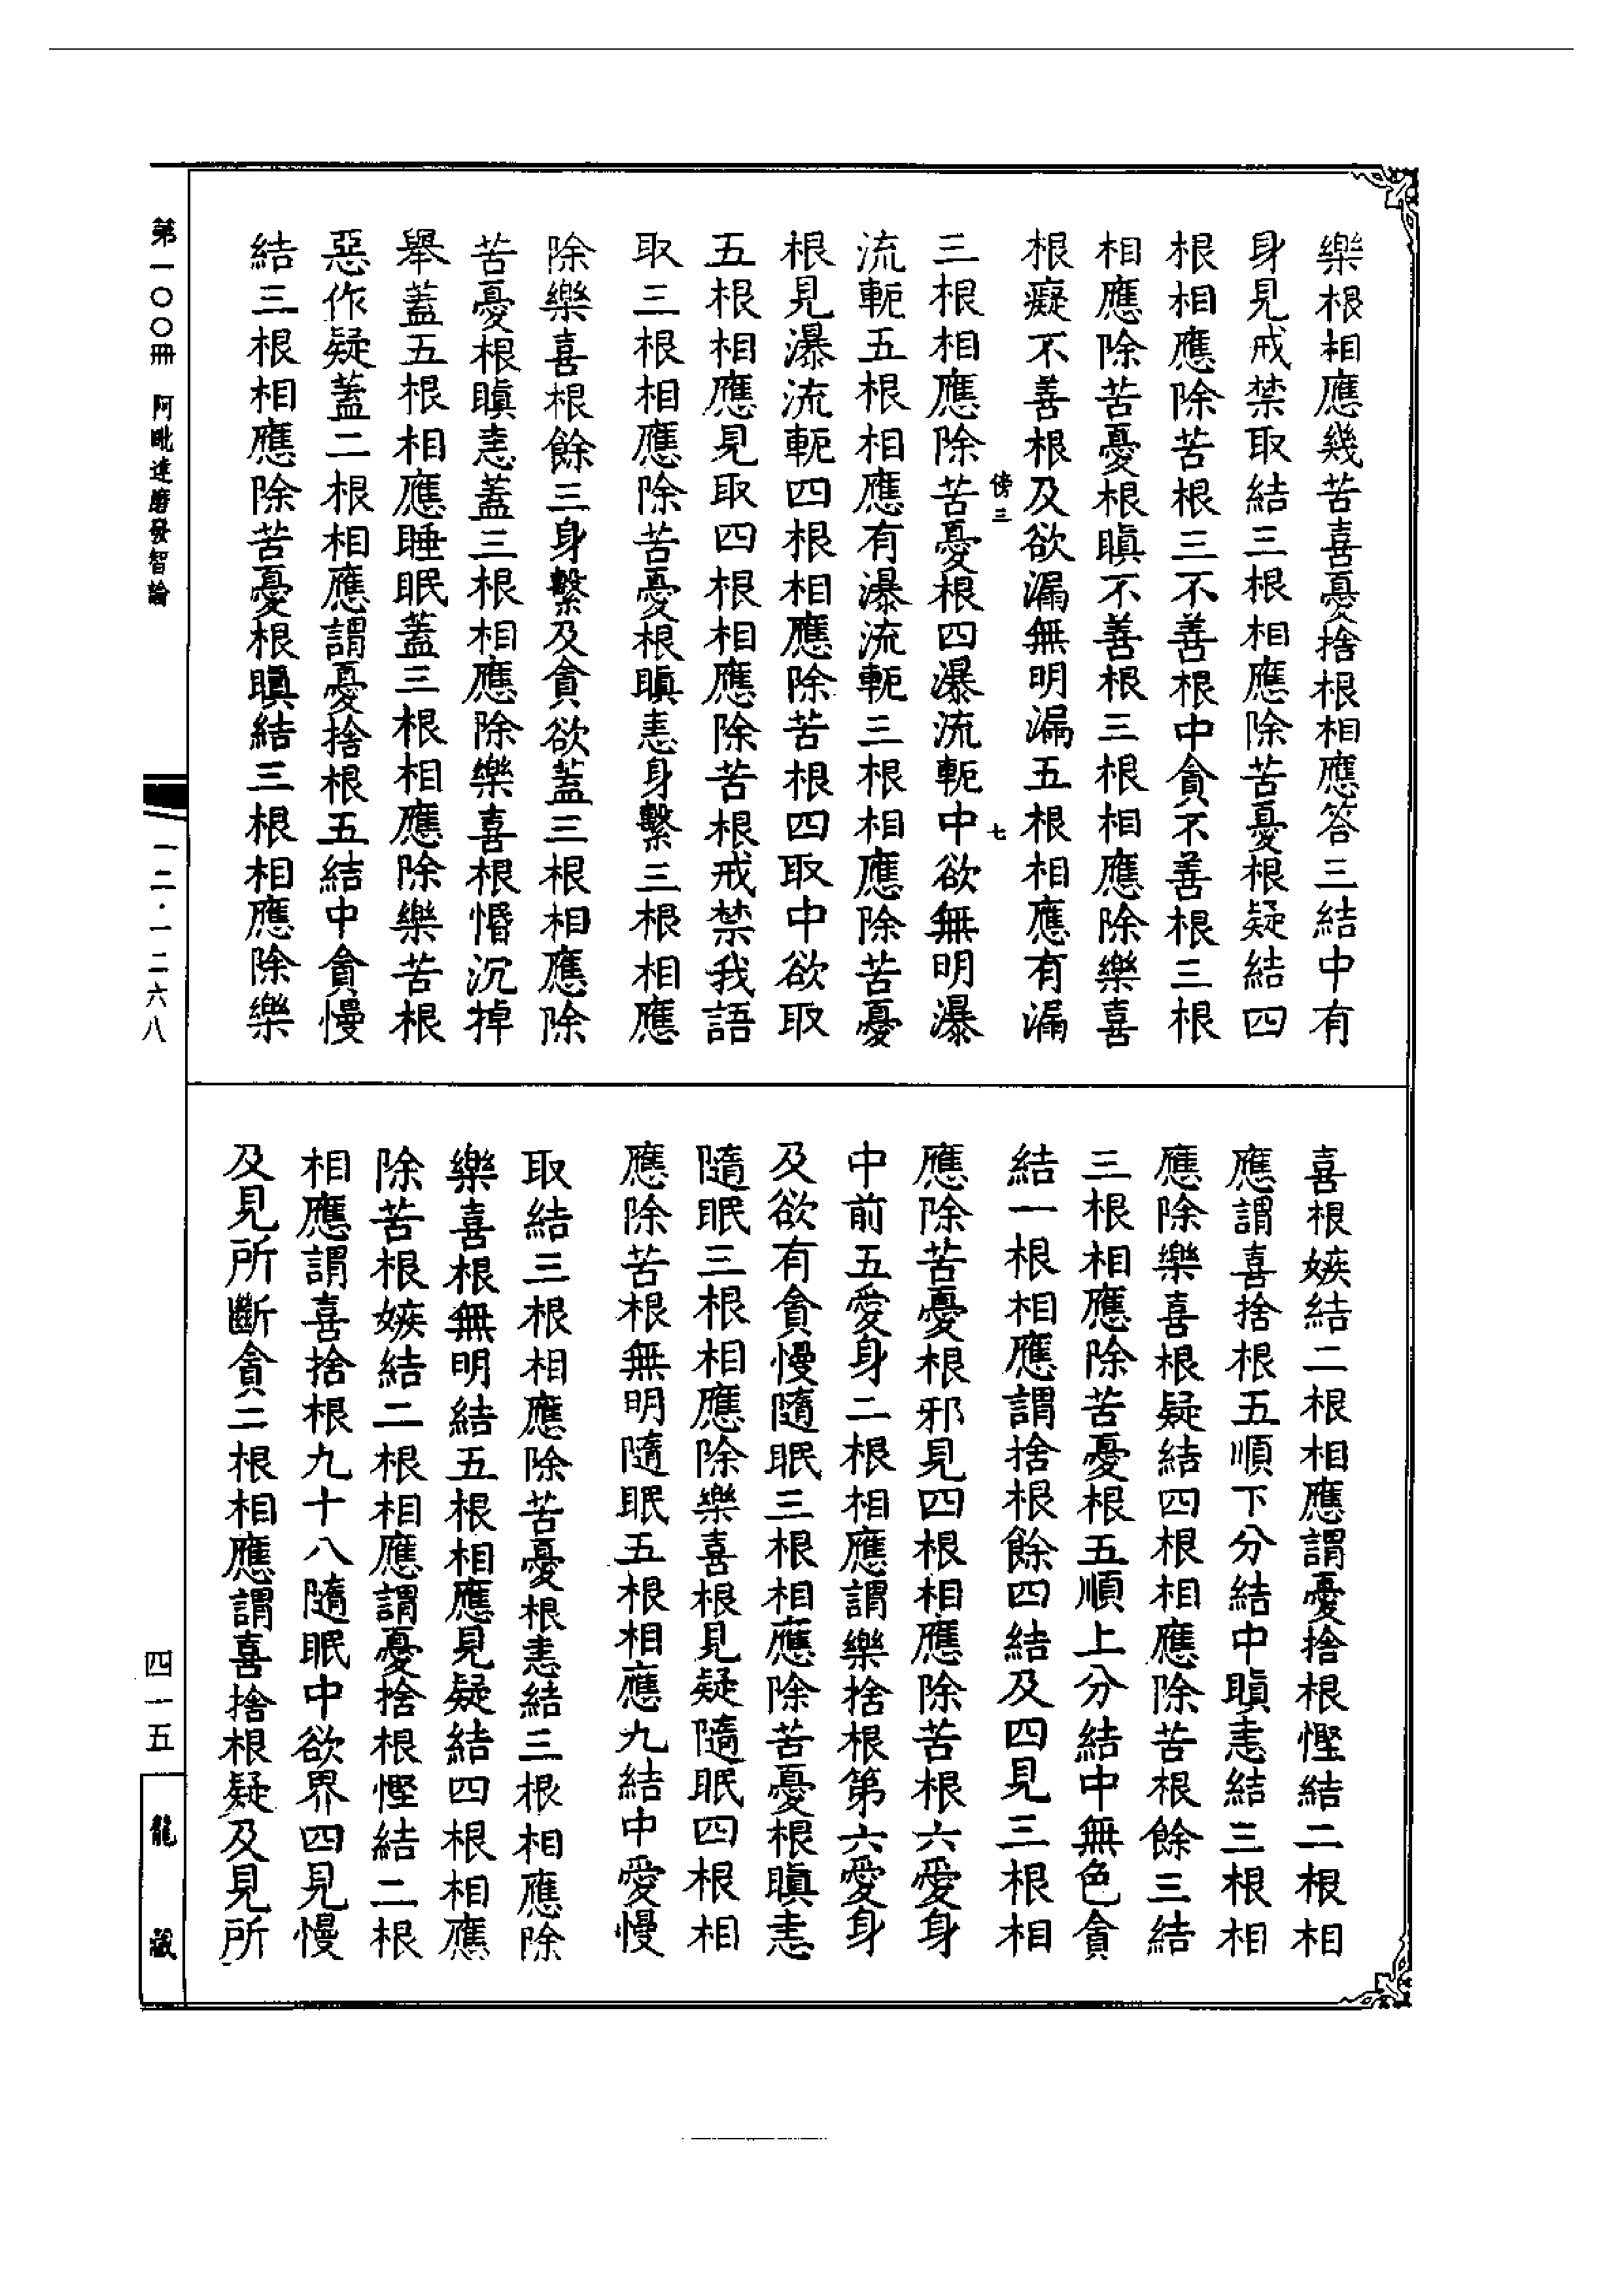 樂根相應幾苦喜憂捨根相應答三結中有
身見戒禁取結三根相應除苦憂根疑結四
根相應除苦根三不善根中貪不善根三根
相應除苦憂根瞋不善根三根相應除樂喜
根癡不善根及欲漏無明漏五根相應有漏
傍三 七
三根相應除苦憂根四瀑流軛中欲無明瀑
流軛五根相應有瀑流軛三根相應除苦憂
根見瀑流軛四根相應除苦根四取中欲取
五根相應見取四根相應除苦根戒禁我語
取三根相應除苦憂根瞋恚身繫三根相應
除樂喜根餘三身繫及貪欲蓋三根相應除
苦憂根瞋恚蓋三根相應除樂喜根惛沉掉
舉蓋五根相應睡眠蓋三根相應除樂苦根
惡作疑蓋二根相應謂憂捨根五結中貪慢
結三根相應除苦憂根瞋結三根相應除樂
喜根嫉結二根相應謂憂捨根慳結二根相
應謂喜捨根五順下分結中瞋恚結三根相
應除樂喜根疑結四根相應除苦根餘三結
三根相應除苦憂根五順上分結中無色貪
結一根相應謂捨根餘四結及四見三根相
應除苦憂根邪見四根相應除苦根六愛身
中前五愛身二根相應謂樂捨根第六愛身
及欲有貪慢隨眠三根相應除苦憂根瞋恚
隨眠三根相應除樂喜根見疑隨眠四根相
應除苦根無明隨眠五根相應九結中愛慢
取結三根相應除苦憂根恚結三根相應除
樂喜根無明結五根相應見疑結四根相應
除苦根嫉結二根相應謂憂捨根慳結二根
相應謂喜捨根九十八隨眠中欲界四見慢
及見所斷貪二根相應謂喜捨根疑及見所
第一〇〇冊 阿毗達磨發智論
一二·一二六八
四一五
龍藏